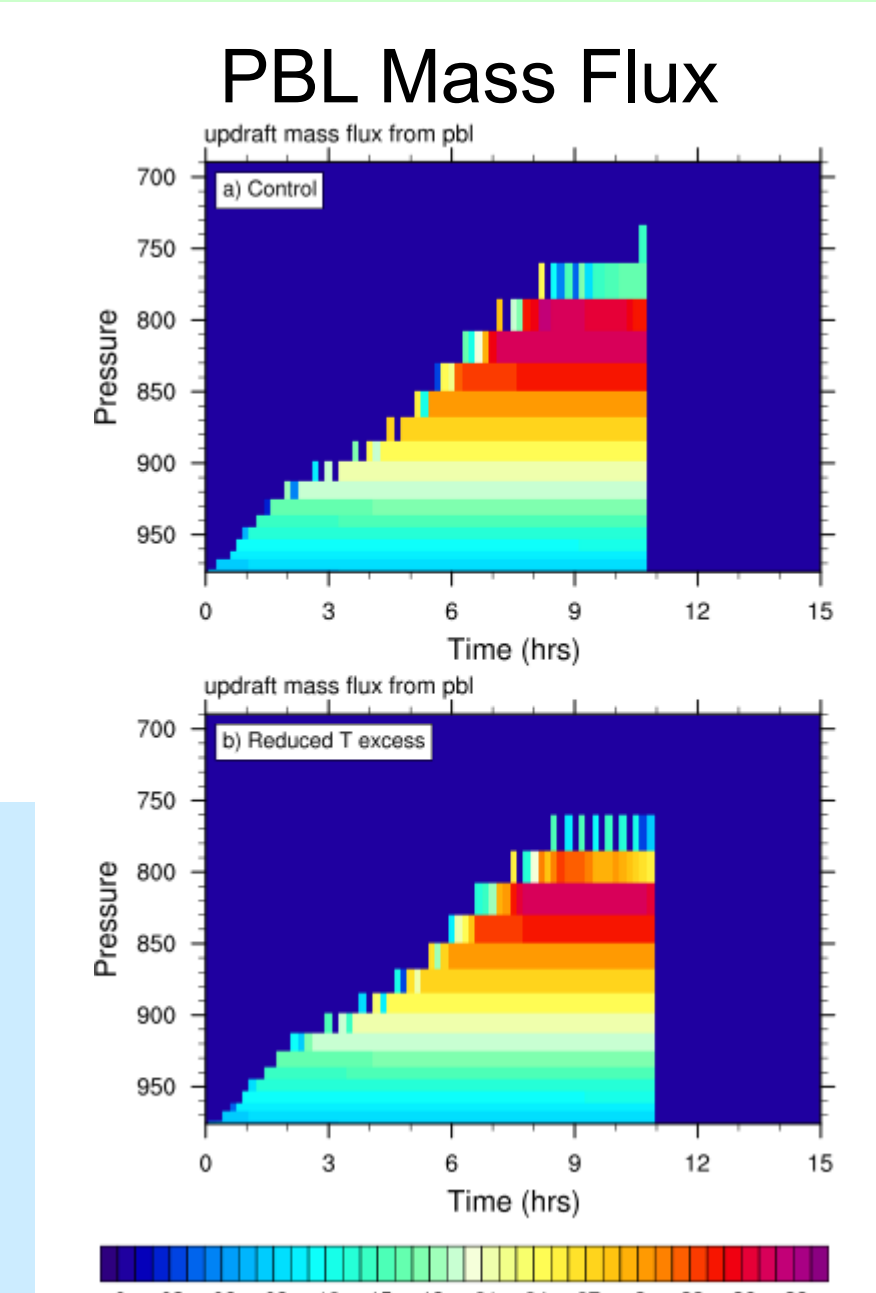 PBL Mass Flux
updraft mass flux from pbl
a) Control
700
750
800
850
900
950
Pressure
0 3 6 9 12 15
Time (hrs)
updraft mass flux from pbl
b) Reduced T excess
700
750
800
850
900
950
Pressure
0 3 6 9 12 15
Time (hrs)